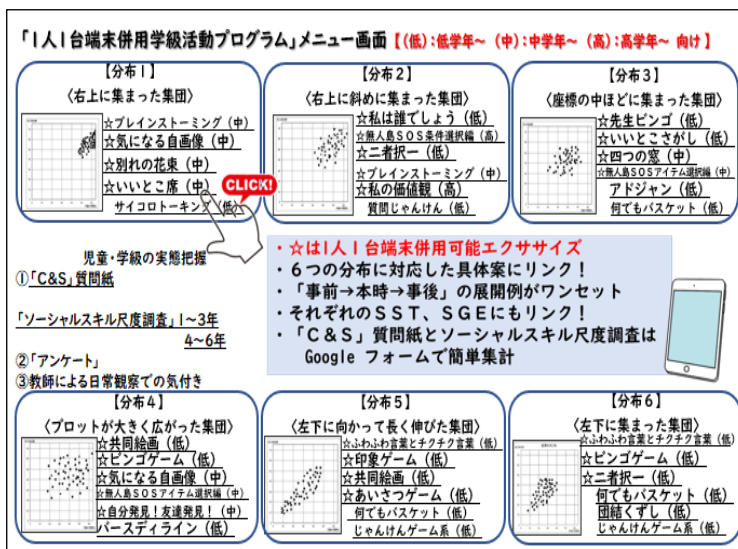 「1人1台端末併用学級活動プログラム」メニュー画面【(低):低学年~ (中):中学年~ (高):高学年~ 向け】
【分布1】
〈右上に集まった集団〉
☆ブレインストーミング(中)
☆気になる自画像(中)
☆別れの花束(中)
☆いいとこ席(中)
サイコロトーキング(低)
CLICK!
【分布2】
〈右上に斜めに集まった集団〉
☆私は誰でしょう(低)
☆無人島SOS条件選択編(高)
☆二者択一(低)
☆ブレインストーミング(中)
☆私の価値観(高)
質問じゃんけん(低)
【分布3】
〈座標の中ほどに集まった集団〉
☆先生ビンゴ(低)
☆いいとこさがし(低)
☆四つの窓(中)
☆無人島SOSアイテム選択編(中)
アドジャン(低)
何でもバスケット(低)
児童・学級の実態把握
①「C&S」質問紙
「ソーシャルスキル尺度調査」1~3年
4~6年
②「アンケート」
③教師による日常観察での気付き
・☆は1人1台端末併用可能エクササイズ
・6つの分布に対応した具体案にリンク!
・「事前→本時→事後」の展開例がワンセット
・それぞれのSST、SGEにもリンク!
・「C&S」質問紙とソーシャルスキル尺度調査は
Google フォームで簡単集計
【分布4】
〈プロットが大きく広がった集団〉
☆共同絵画(低)
☆ビンゴゲーム(低)
☆気になる自画像(中)
☆無人島SOSアイテム選択編(中)
☆自分発見!友達発見!(中)
バースディライン(低)
【分布5】
〈左下に向かって長く伸びた集団〉
☆ふわふわ言葉とチクチク言葉(低)
☆印象ゲーム(低)
☆共同絵画(低)
☆あいさつゲーム(低)
何でもバスケット(低)
じゃんけんゲーム系(低)
【分布6】
〈左下に集まった集団〉
☆ふわふわ言葉とチクチク言葉(低)
☆ビンゴゲーム(低)
☆二者択一(低)
何でもバスケット(低)
団結くずし(低)
じゃんけんゲーム系(低)